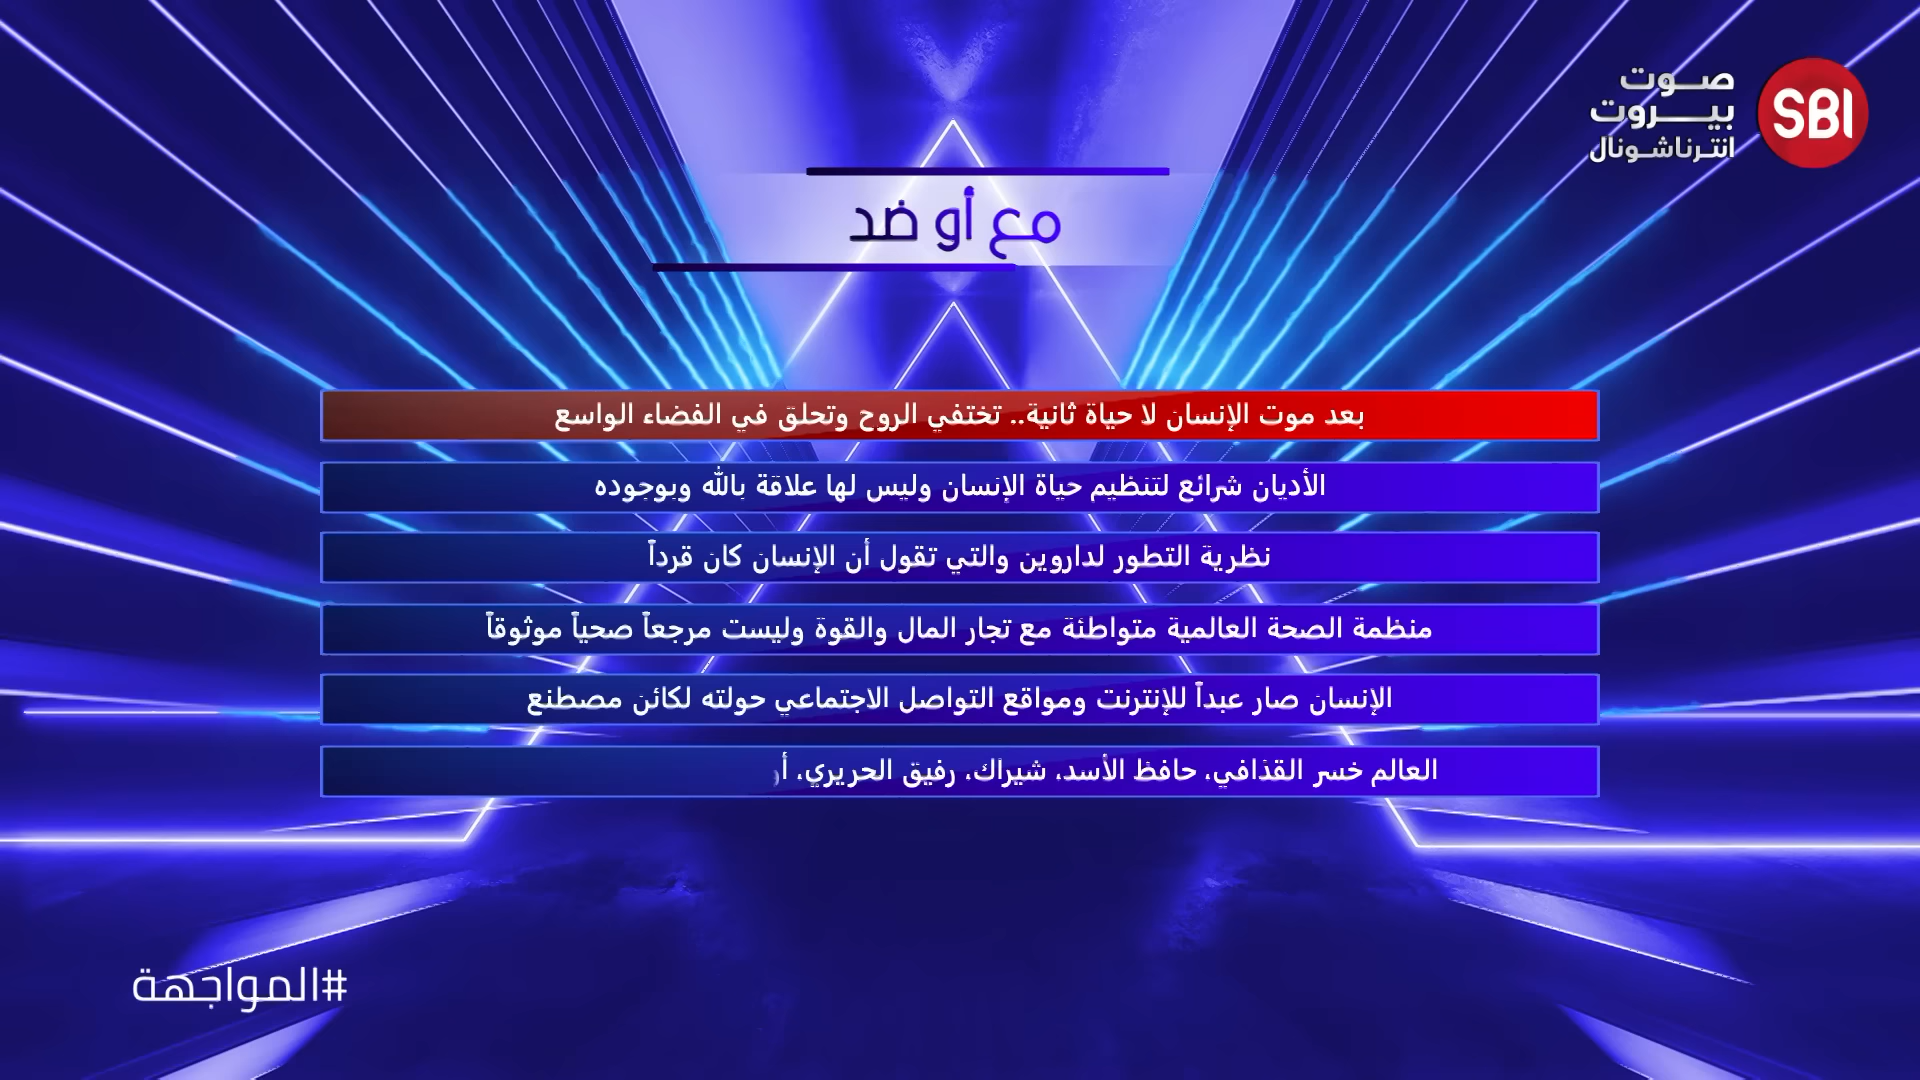 صوت
بيروت
انترناشونال
SBI
مع أو ضد
بعد موت الإنسان لا حياة ثانية.. تختفي الروح وتحلق في الفضاء الواسع
الأديان شرائع لتنظيم حياة الإنسان وليس لها علاقة بالله وبوجوده
نظرية التطور لداروين والتي تقول أن الإنسان كان قرداً
منظمة الصحة العالمية متواطئة مع تجار المال والقوة وليست مرجعاً صحياً موثوقاً
الإنسان صار عبداً للإنترنت ومواقع التواصل الاجتماعي حولته لكائن مصطنع
العالم خسر القذافي، حافظ الأسد، شيراك، رفيق الحريري،
#المواجهة